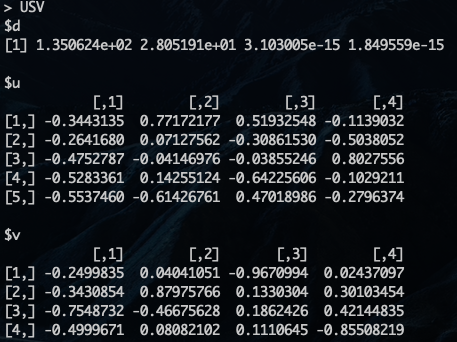 > USV
$d
[1] 1.350624e+02 2.805191e+01 3.103005e-15 1.849559e-15
$u
[,1] [,2] [,3] [,4]
[1,] -0.3443135 0.77172177 0.51932548 -0.1139032
[2,] -0.2641680 0.07127562 -0.30861530 -0.5038052
[3,] -0.4752787 -0.04146976 -0.03855246 0.8027556
[4,] -0.5283361 0.14255124 -0.64225606 -0.1029211
[5,] -0.5537460 -0.61426761 0.47018986 -0.2796374
$v
[,1] [,2] [,3] [,4]
[1,] -0.2499835 0.04041051 -0.9670994 0.02437097
[2,] -0.3430854 0.87975766 0.1330304 0.30103454
[3,] -0.7548732 -0.46675628 0.1862426 0.42144835
[4,] -0.4999671 0.08082102 0.1110645 -0.85508219